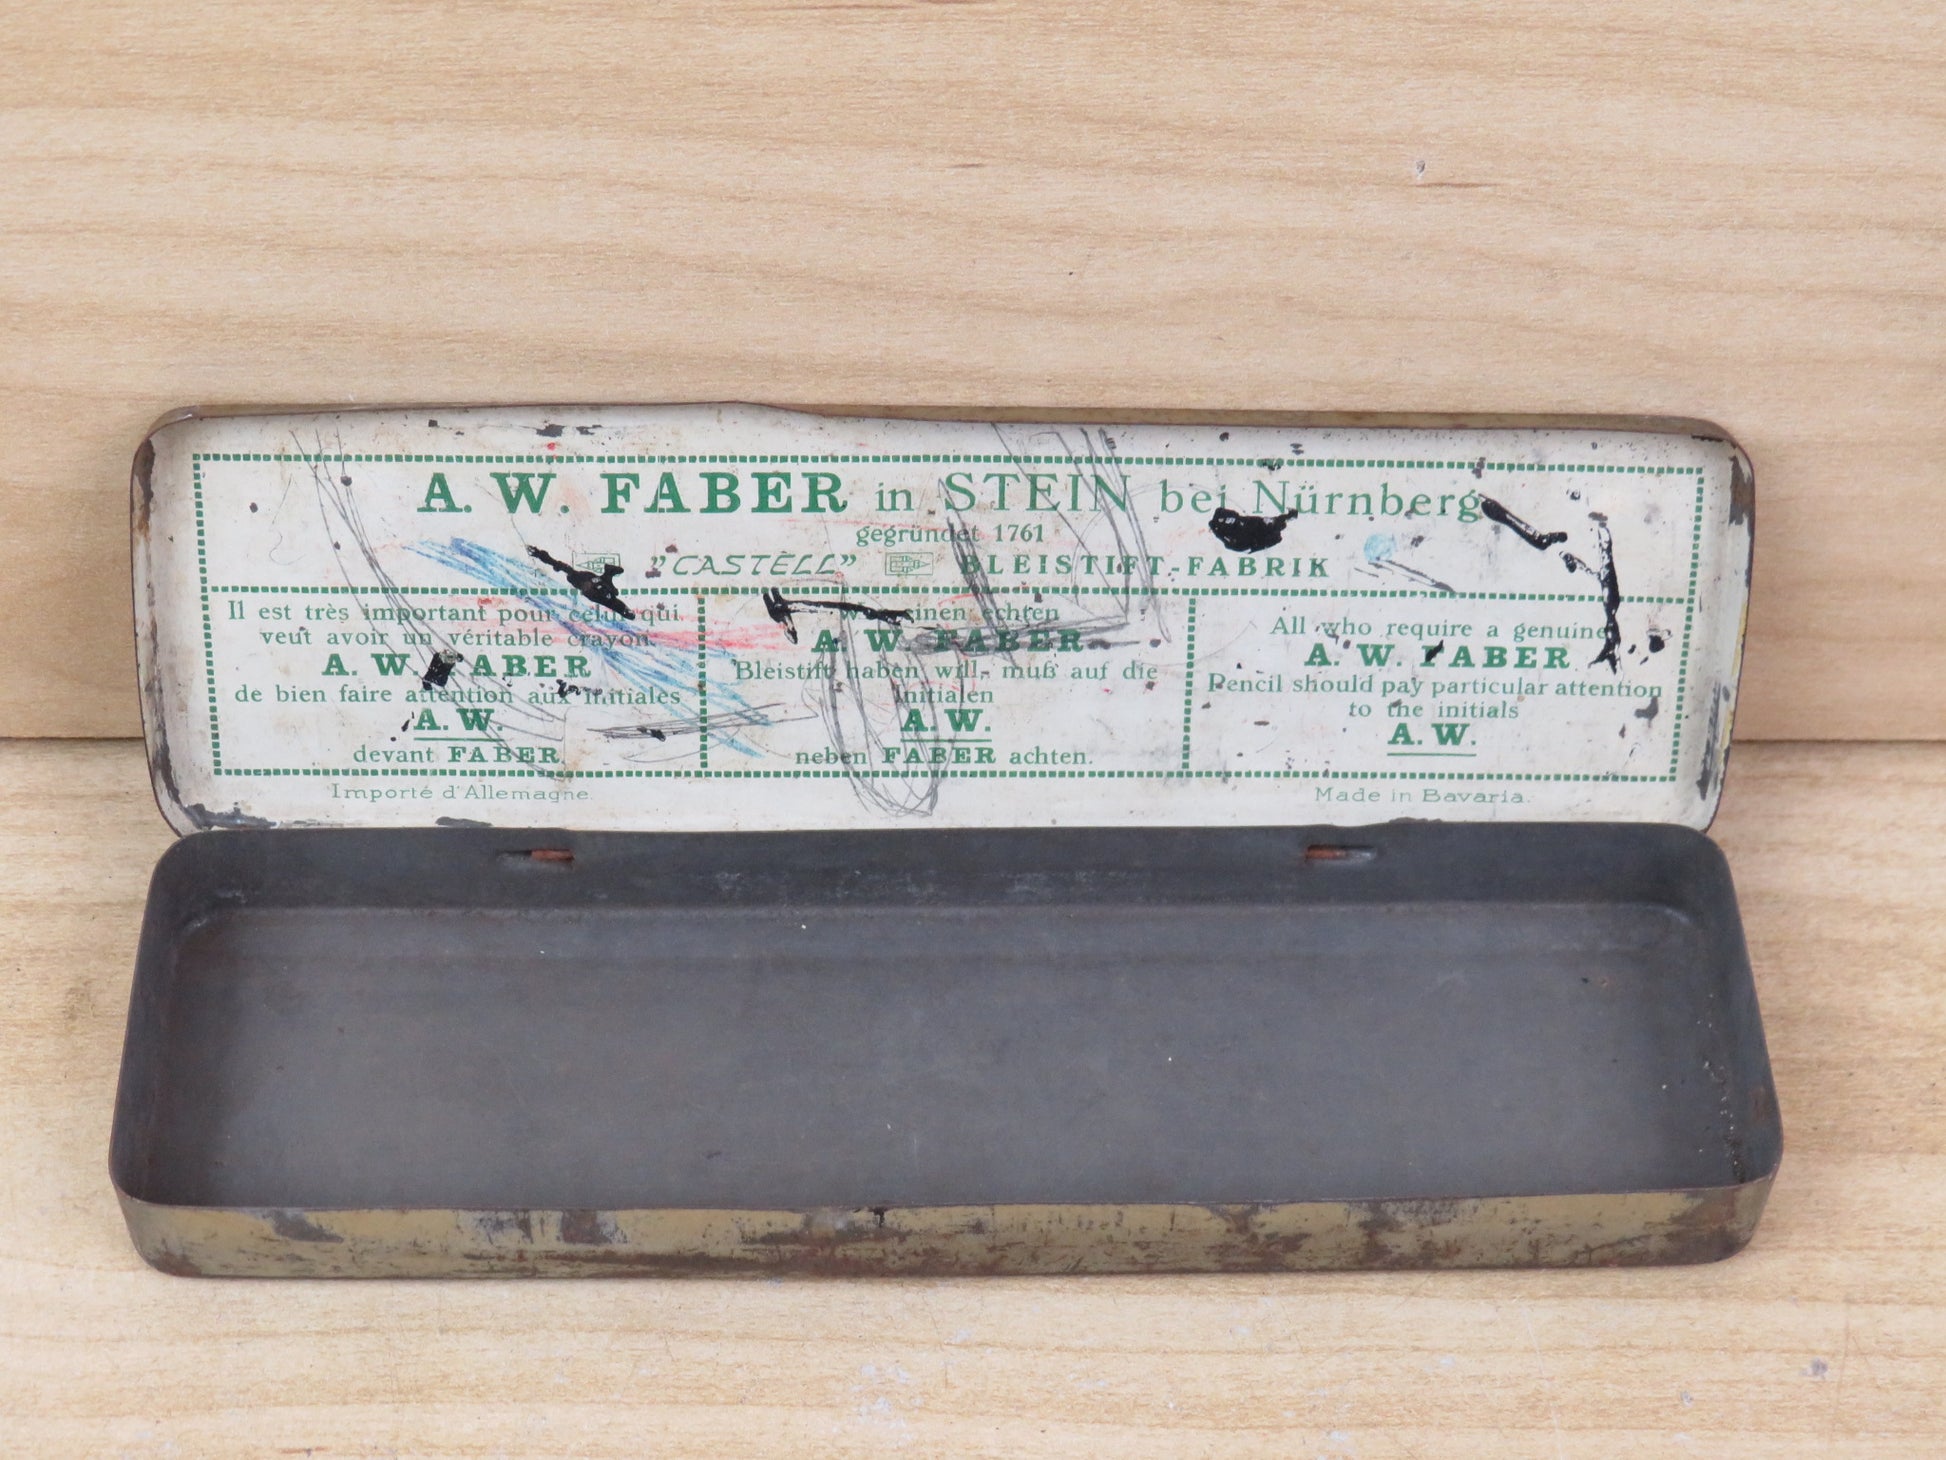 A. W. FABER in STEIN bei Nürnberg
gegründet 1761
"CASTELL" BLEISTIFT-FABRIK
Il est très important pour celui qui
veut avoir un véritable crayon
A. W. FABER
de bien faire attention aux initiales
A. W.
devant FABER
Importé d'Allemagne.
einen echten
A. W. FABER
Bleistift haben will, muß auf die
Initialen
A. W.
neben FABER achten.
All who require a genuine
A. W. FABER
Pencil should pay particular attention
to the initials
A. W.
Made in Bavaria.